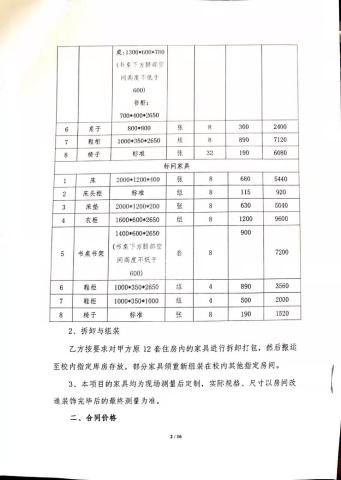 桌:1300*600*780
(书桌下方腿部空
间高度不低于
600)
书柜:
700*400*2650
6 桌子 800*800 张 8 300 2400
7 鞋柜 1000*350*2650 组 8 890 7120
8 椅子 标准 张 32 190 6080
标间家具
1 床 2000*1200*400 张 8 680 5440
2 床头柜 标准 组 8 115 920
3 床垫 2000*1200*200 张 8 630 5040
4 衣柜 1600*600*2650 组 8 1200 9600
5 书桌书架 1400*600*2650 套 8 900 7200
(书桌下方腿部空
间高度不低于
600)
6 鞋柜 1000*350*2650 组 4 890 3560
7 鞋柜 1000*350*1000 组 4 500 2000
8 椅子 标准 张 8 190 1520
2、拆卸与组装
乙方按要求对甲方原 12 套住房内的家具进行拆卸打包,然后搬运
至校内指定库房存放。部分家具须重新组装在校内其他指定房间。
3、本项目的家具均为现场测量后定制,实际规格、尺寸以房间改
造装饰完毕后的最终测量为准。
二、合同价格
2 / 16